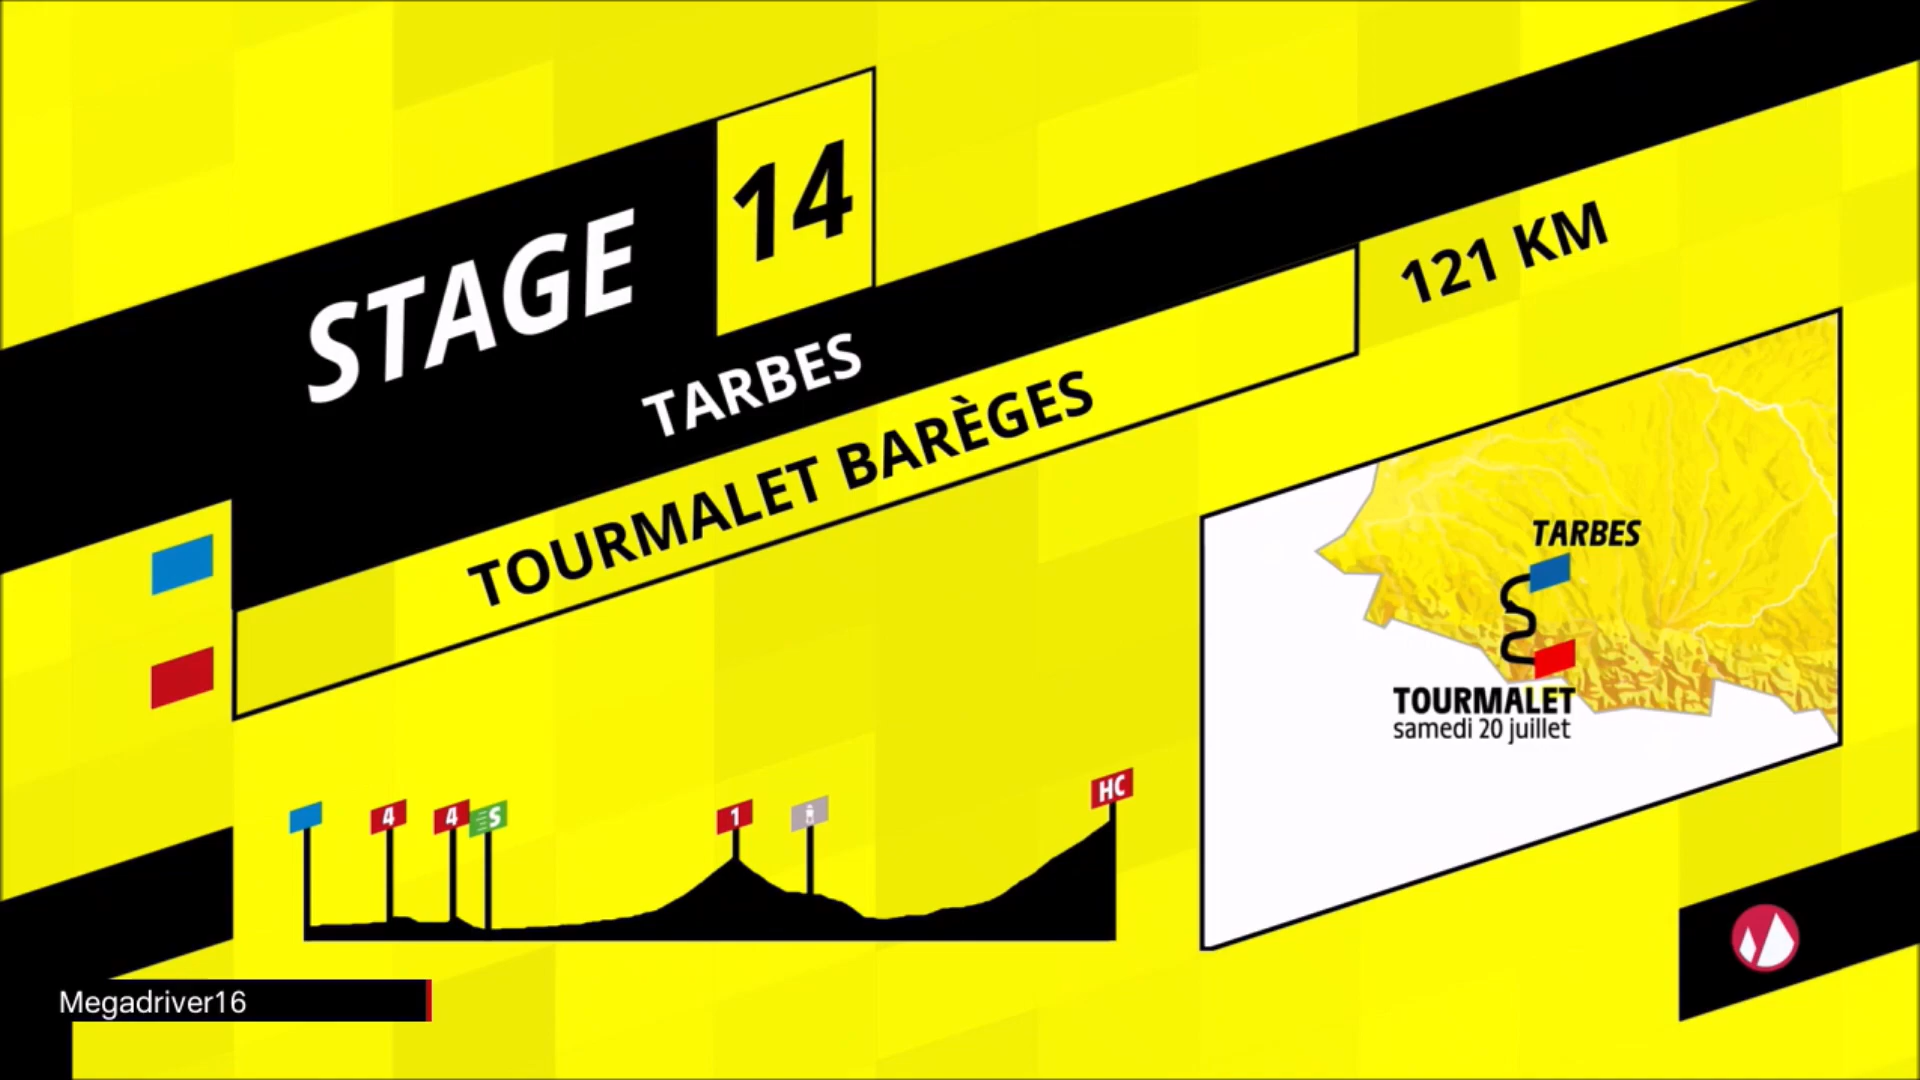 STAGE 14
TARBES
TOURMALET BARÈGES
121 KM
TARBES
TOURMALET
samedi 20 juillet
4
4
S
1
HC
Megadriver16